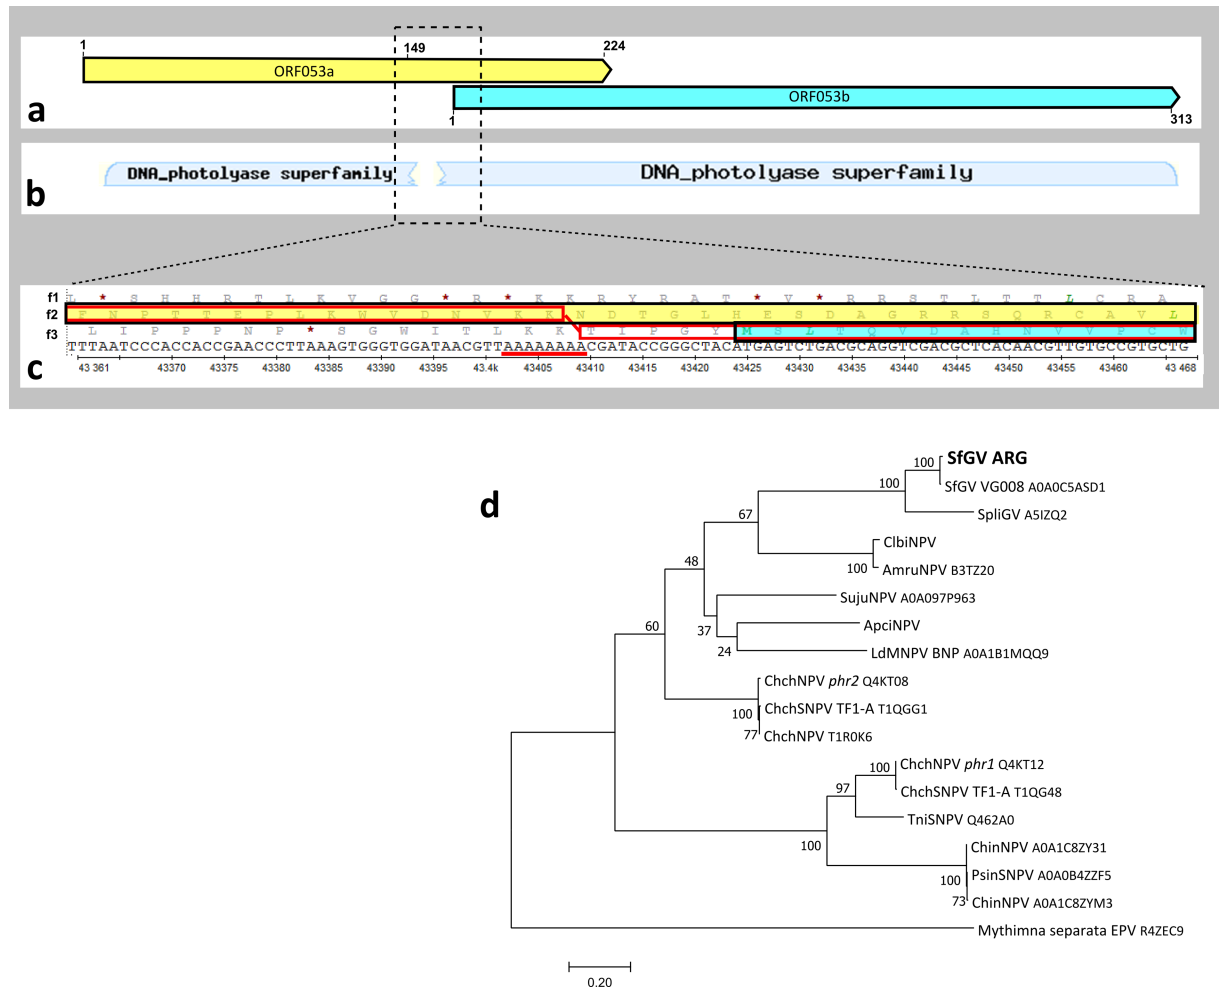 1
149
224
ORF053a
ORF053b
1
313
a
DNA_photolyase superfamily
DNA_photolyase superfamily
b
f1 L * S H H R T L K V G G * R * K K R Y R A T * V * R R S T L T T L C R A
f2 F N P T T E P L K W V D N V K K N D T G L H E S D A G R R S Q R C A V L
f3 L I P P P N P * S G W I T L K K T I P G Y M S L T Q V D A H N V V P C W
TTTAATCCCACCACCGAACCCTTAAAGTGGGTGGATAACGTTAAAAAAAACGATACCGGGCTACATGAGTCTGACGCAGGTCGACGCTCACAACGTTGTGCCGTGCTG
43 361 43370 43375 43380 43385 43390 43395 43.4k 43405 43410 43415 43420 43425 43430 43435 43 440 43445 43450 43455 43460 43 468
c
d
100 SfGV ARG
100 SfGV VG008 A0A0C5ASD1
SpliGV A5IZQ2
67
ClbiNPV
100 AmruNPV B3TZ20
48
SujuNPV A0A097P963
37 ApciNPV
24 LdMNPV BNP A0A1B1MQQ9
60
ChchNPV phr2 Q4KT08
100 ChchSNPV TF1-A T1QGG1
77 ChchNPV T1R0K6
100 ChchNPV phr1 Q4KT12
97 ChchSNPV TF1-A T1QG48
TniSNPV Q462A0
100 ChinNPV A0A1C8ZY31
100 PsinSNPV A0A0B4ZZF5
73 ChinNPV A0A1C8ZYM3
Mythimna separata EPV R4ZEC9
0.20